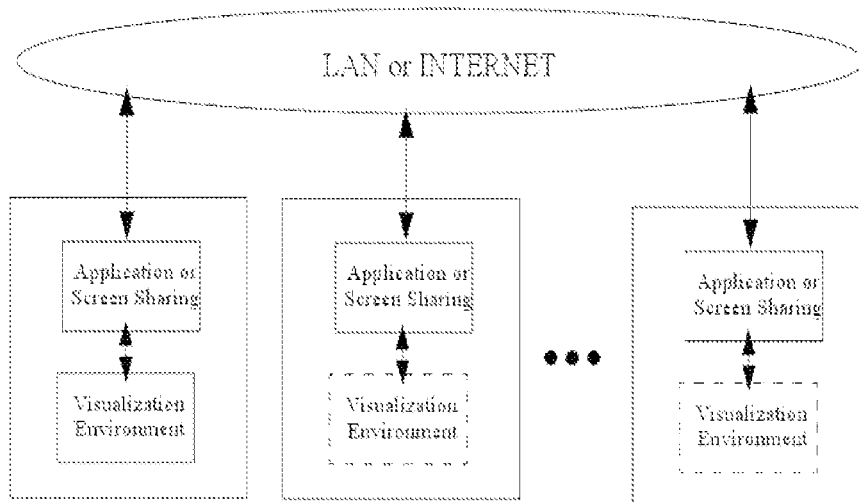 LAN or INTERNET
Application or
Screen Sharing
Visualization
Environment
Application or
Screen Sharing
Visualization
Environment
Application or
Screen Sharing
Visualization
Environment